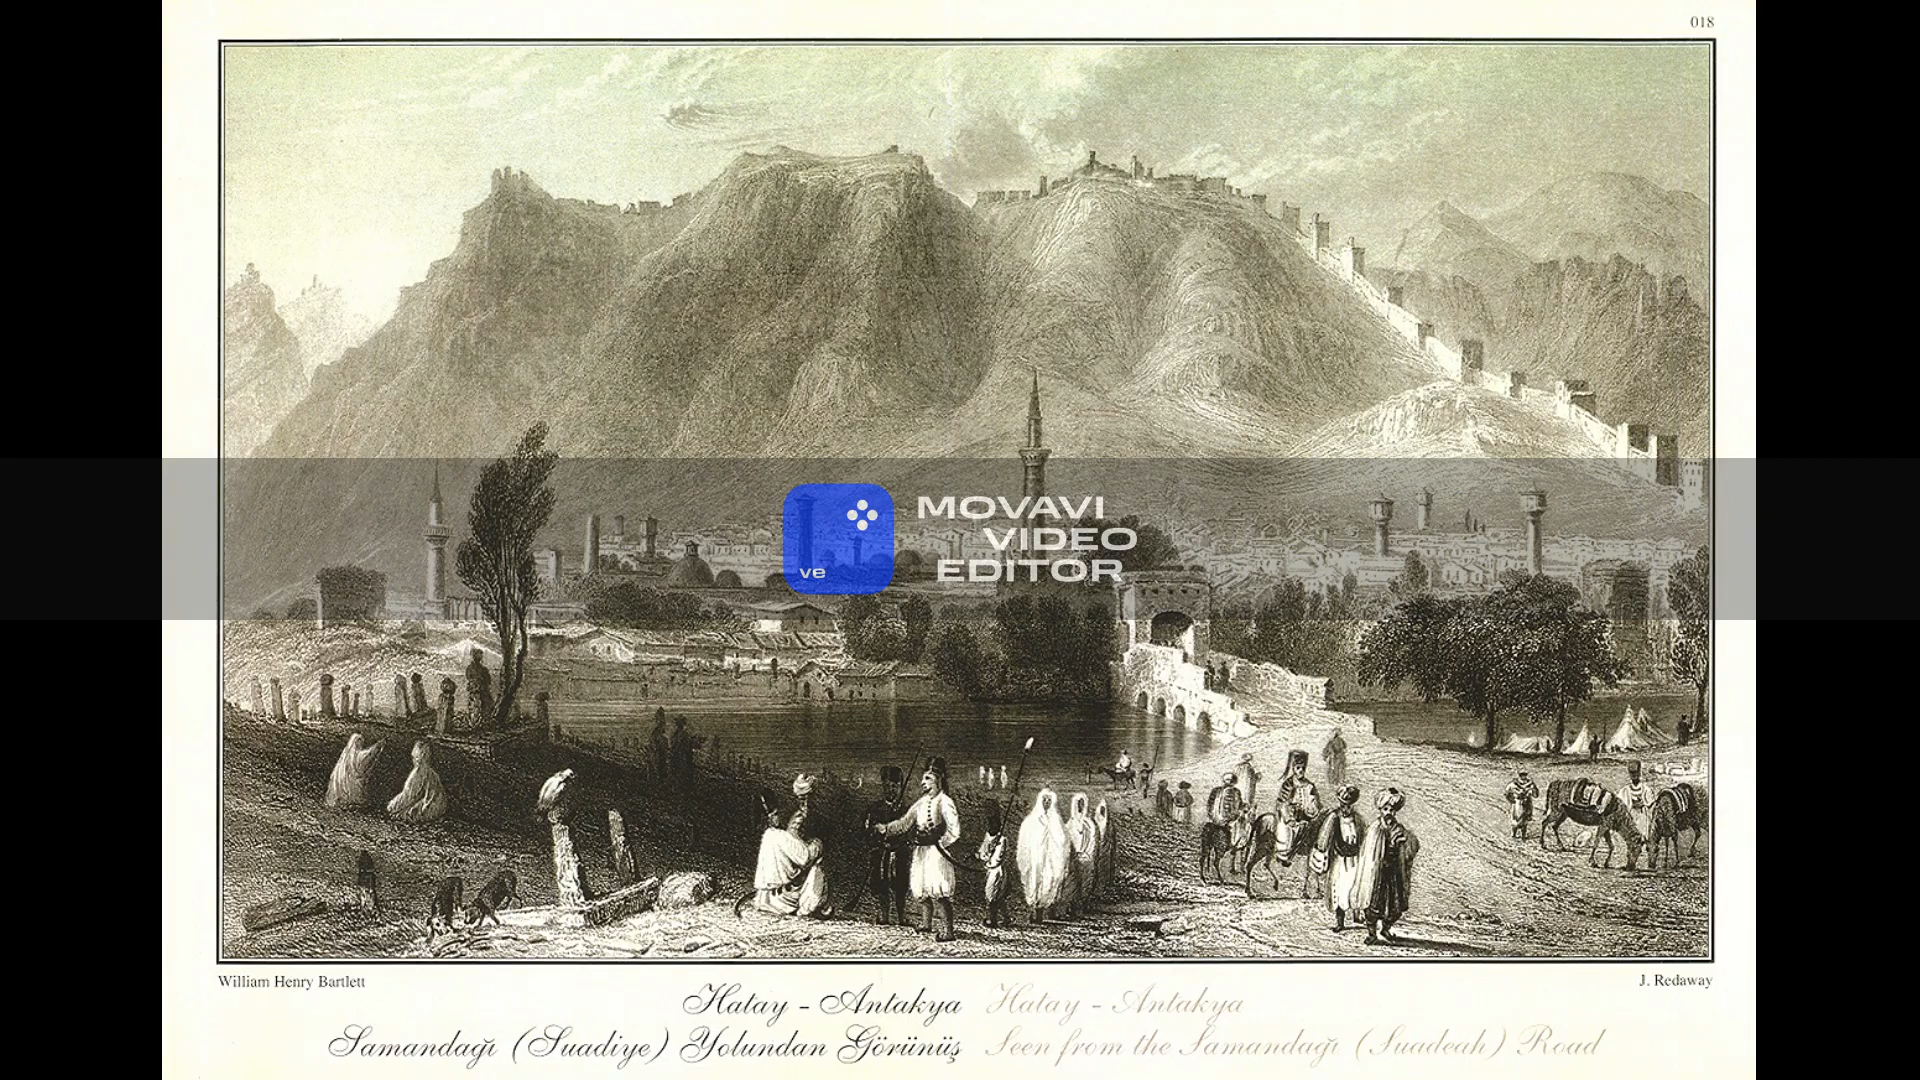 018
MOVAVI
VIDEO
EDITOR
ve
William Henry Bartlett
J. Redaway
Hatay - Antakya
Hatay - Antakya
Samandağı (Suadiye) Yolundan Görünüş
Seen from the Samandağı (Suadeah) Road